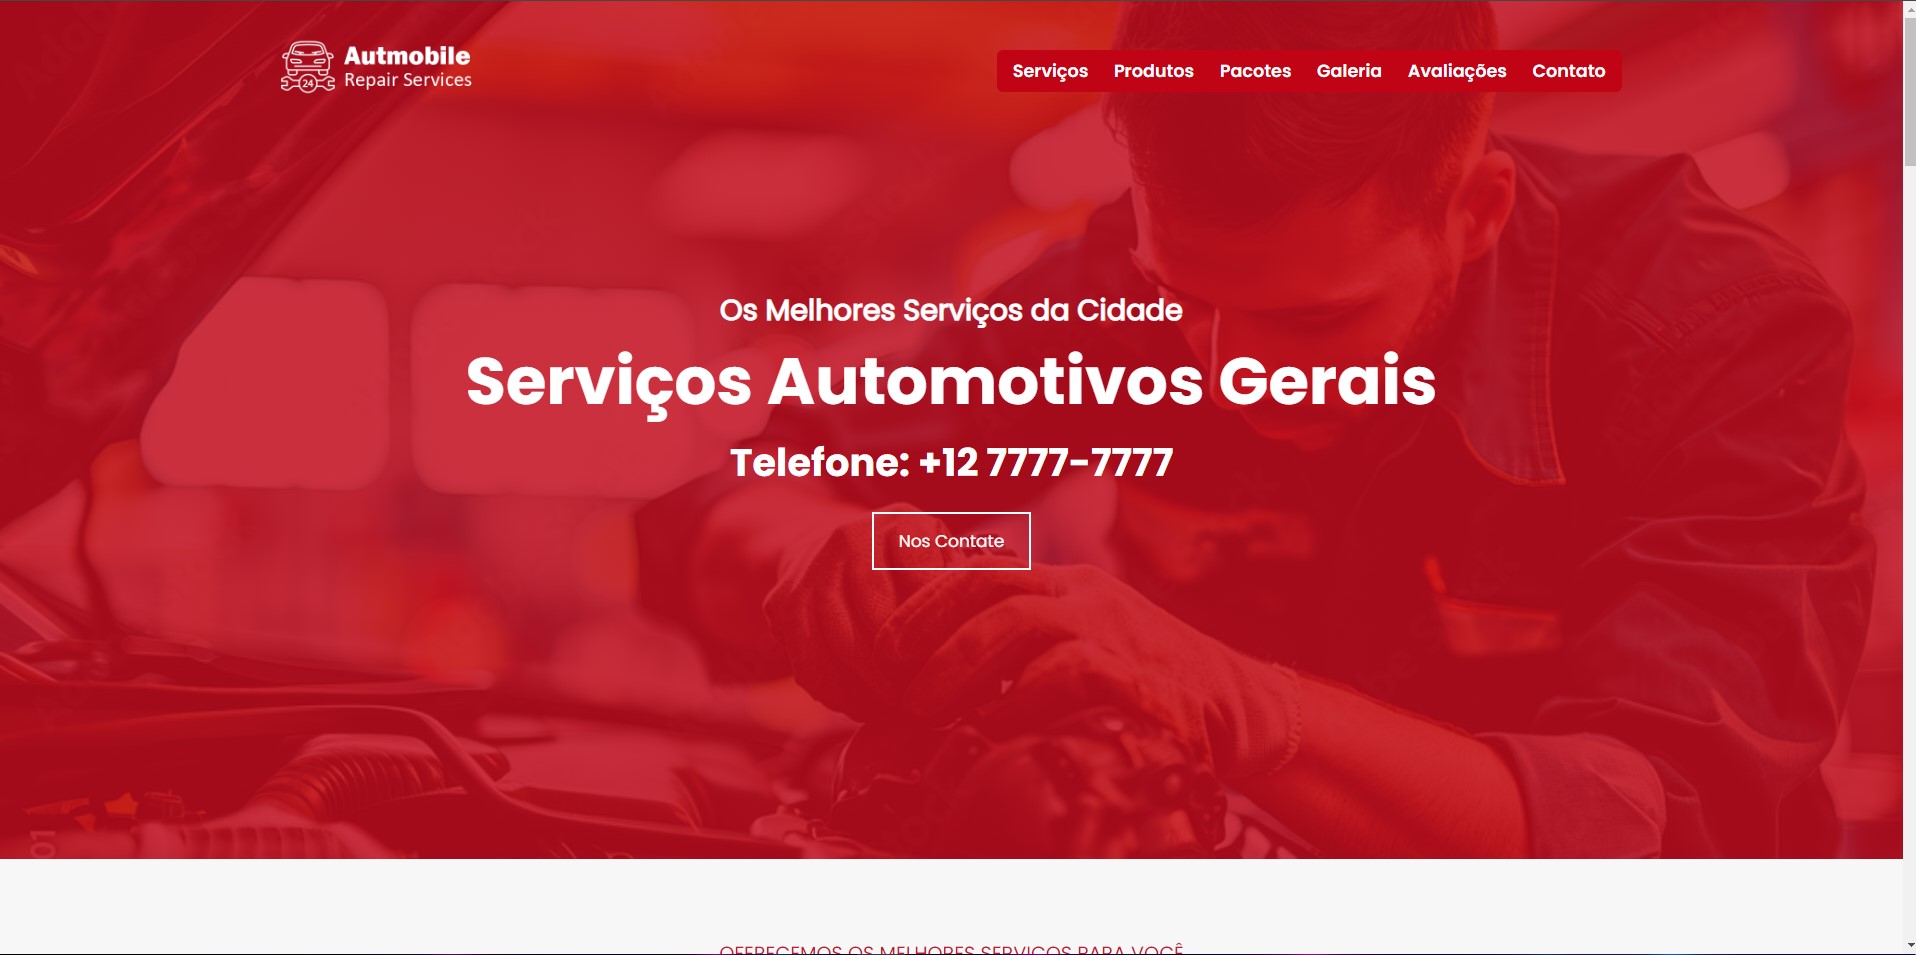 Autmobile
Repair Services
24
Serviços Produtos Pacotes Galeria Avaliações Contato
Os Melhores Serviços da Cidade
Serviços Automotivos Gerais
Telefone: +12 7777-7777
Nos Contate
OFERECEMOS OS MELHORES SERVIÇOS PARA VOCÊ